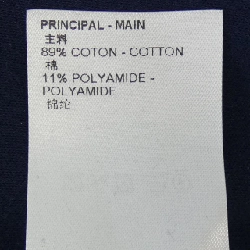 PRINCIPAL - MAIN
主料
89% COTON - COTTON
棉
11% POLYAMIDE -
POLYAMIDE
锦纶